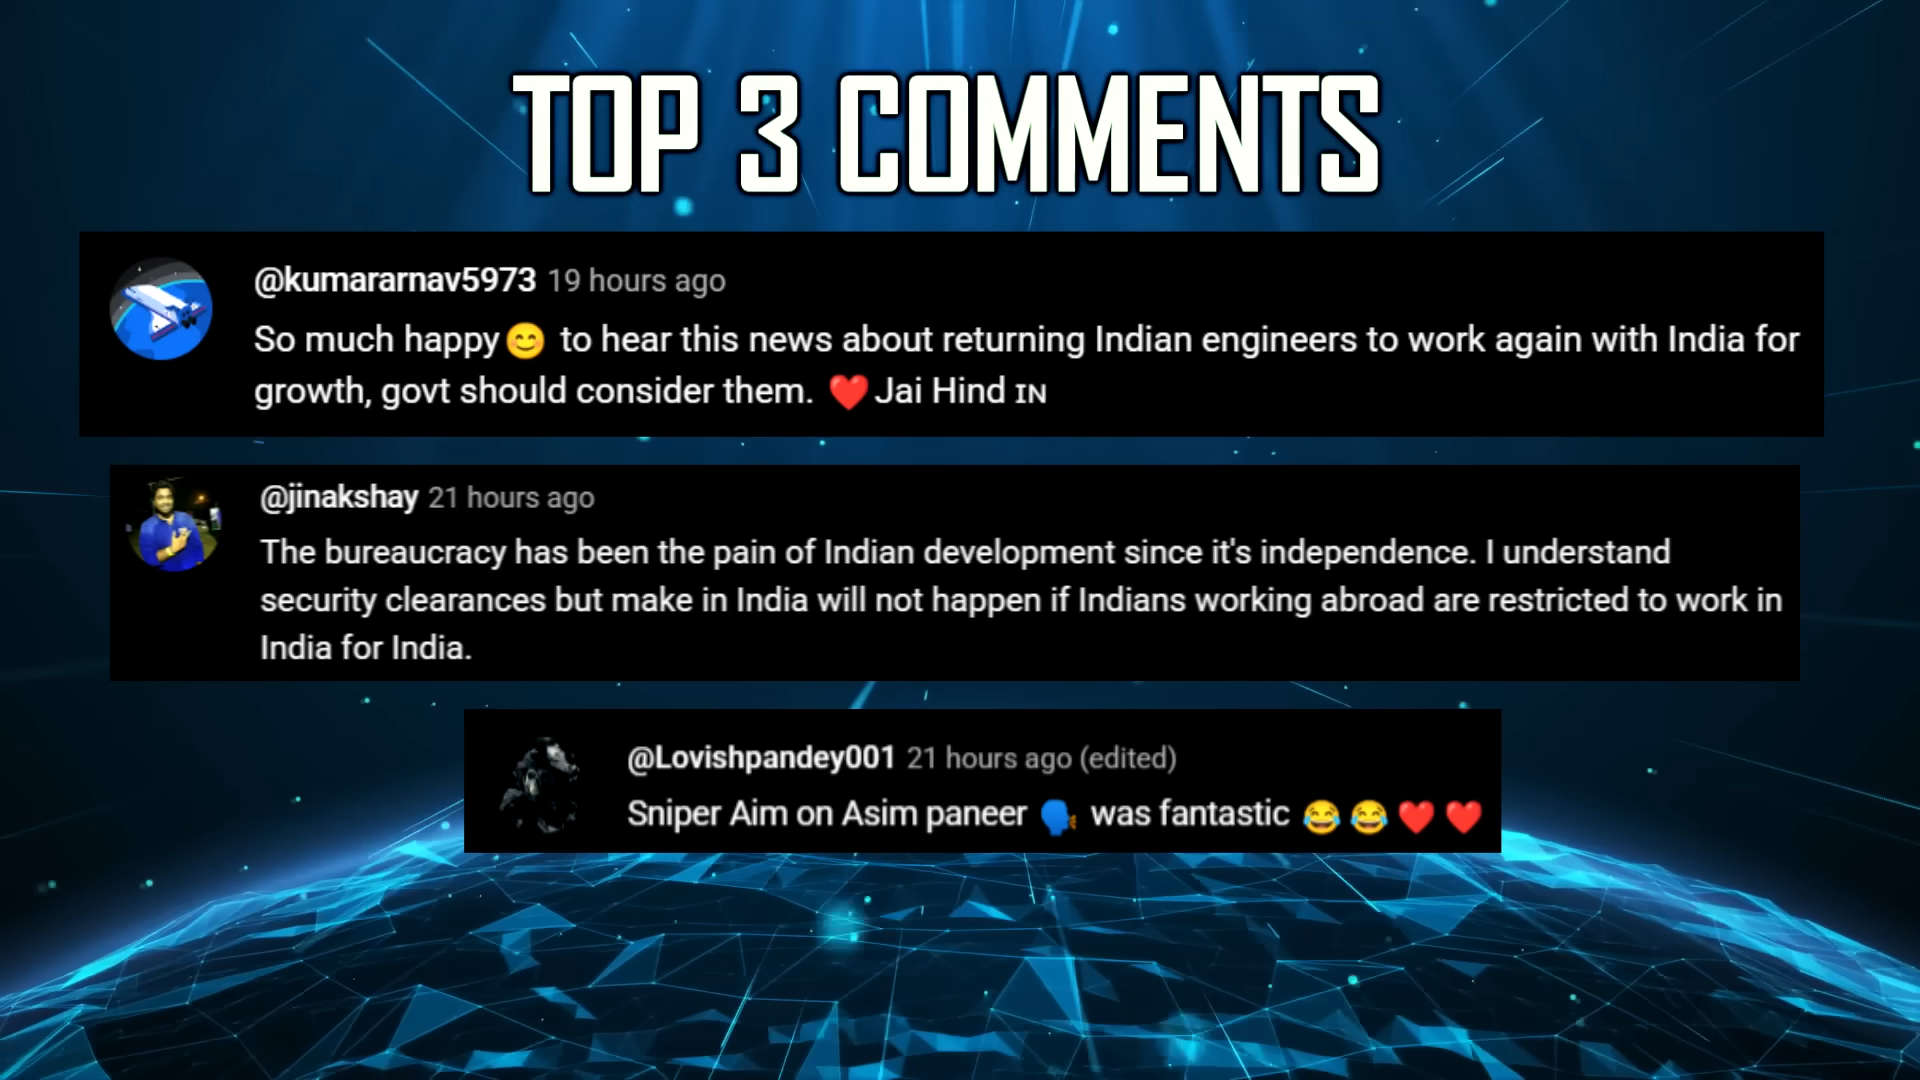 TOP 3 COMMENTS
@kumararnav5973 19 hours ago
So much happy😊 to hear this news about returning Indian engineers to work again with India for
growth, govt should consider them. ❤️Jai Hind IN
@jinakshay 21 hours ago
The bureaucracy has been the pain of Indian development since it's independence. I understand
security clearances but make in India will not happen if Indians working abroad are restricted to work in
India for India.
@Lovishpandey001 21 hours ago (edited)
Sniper Aim on Asim paneer 🗣️ was fantastic 😂😂❤️❤️